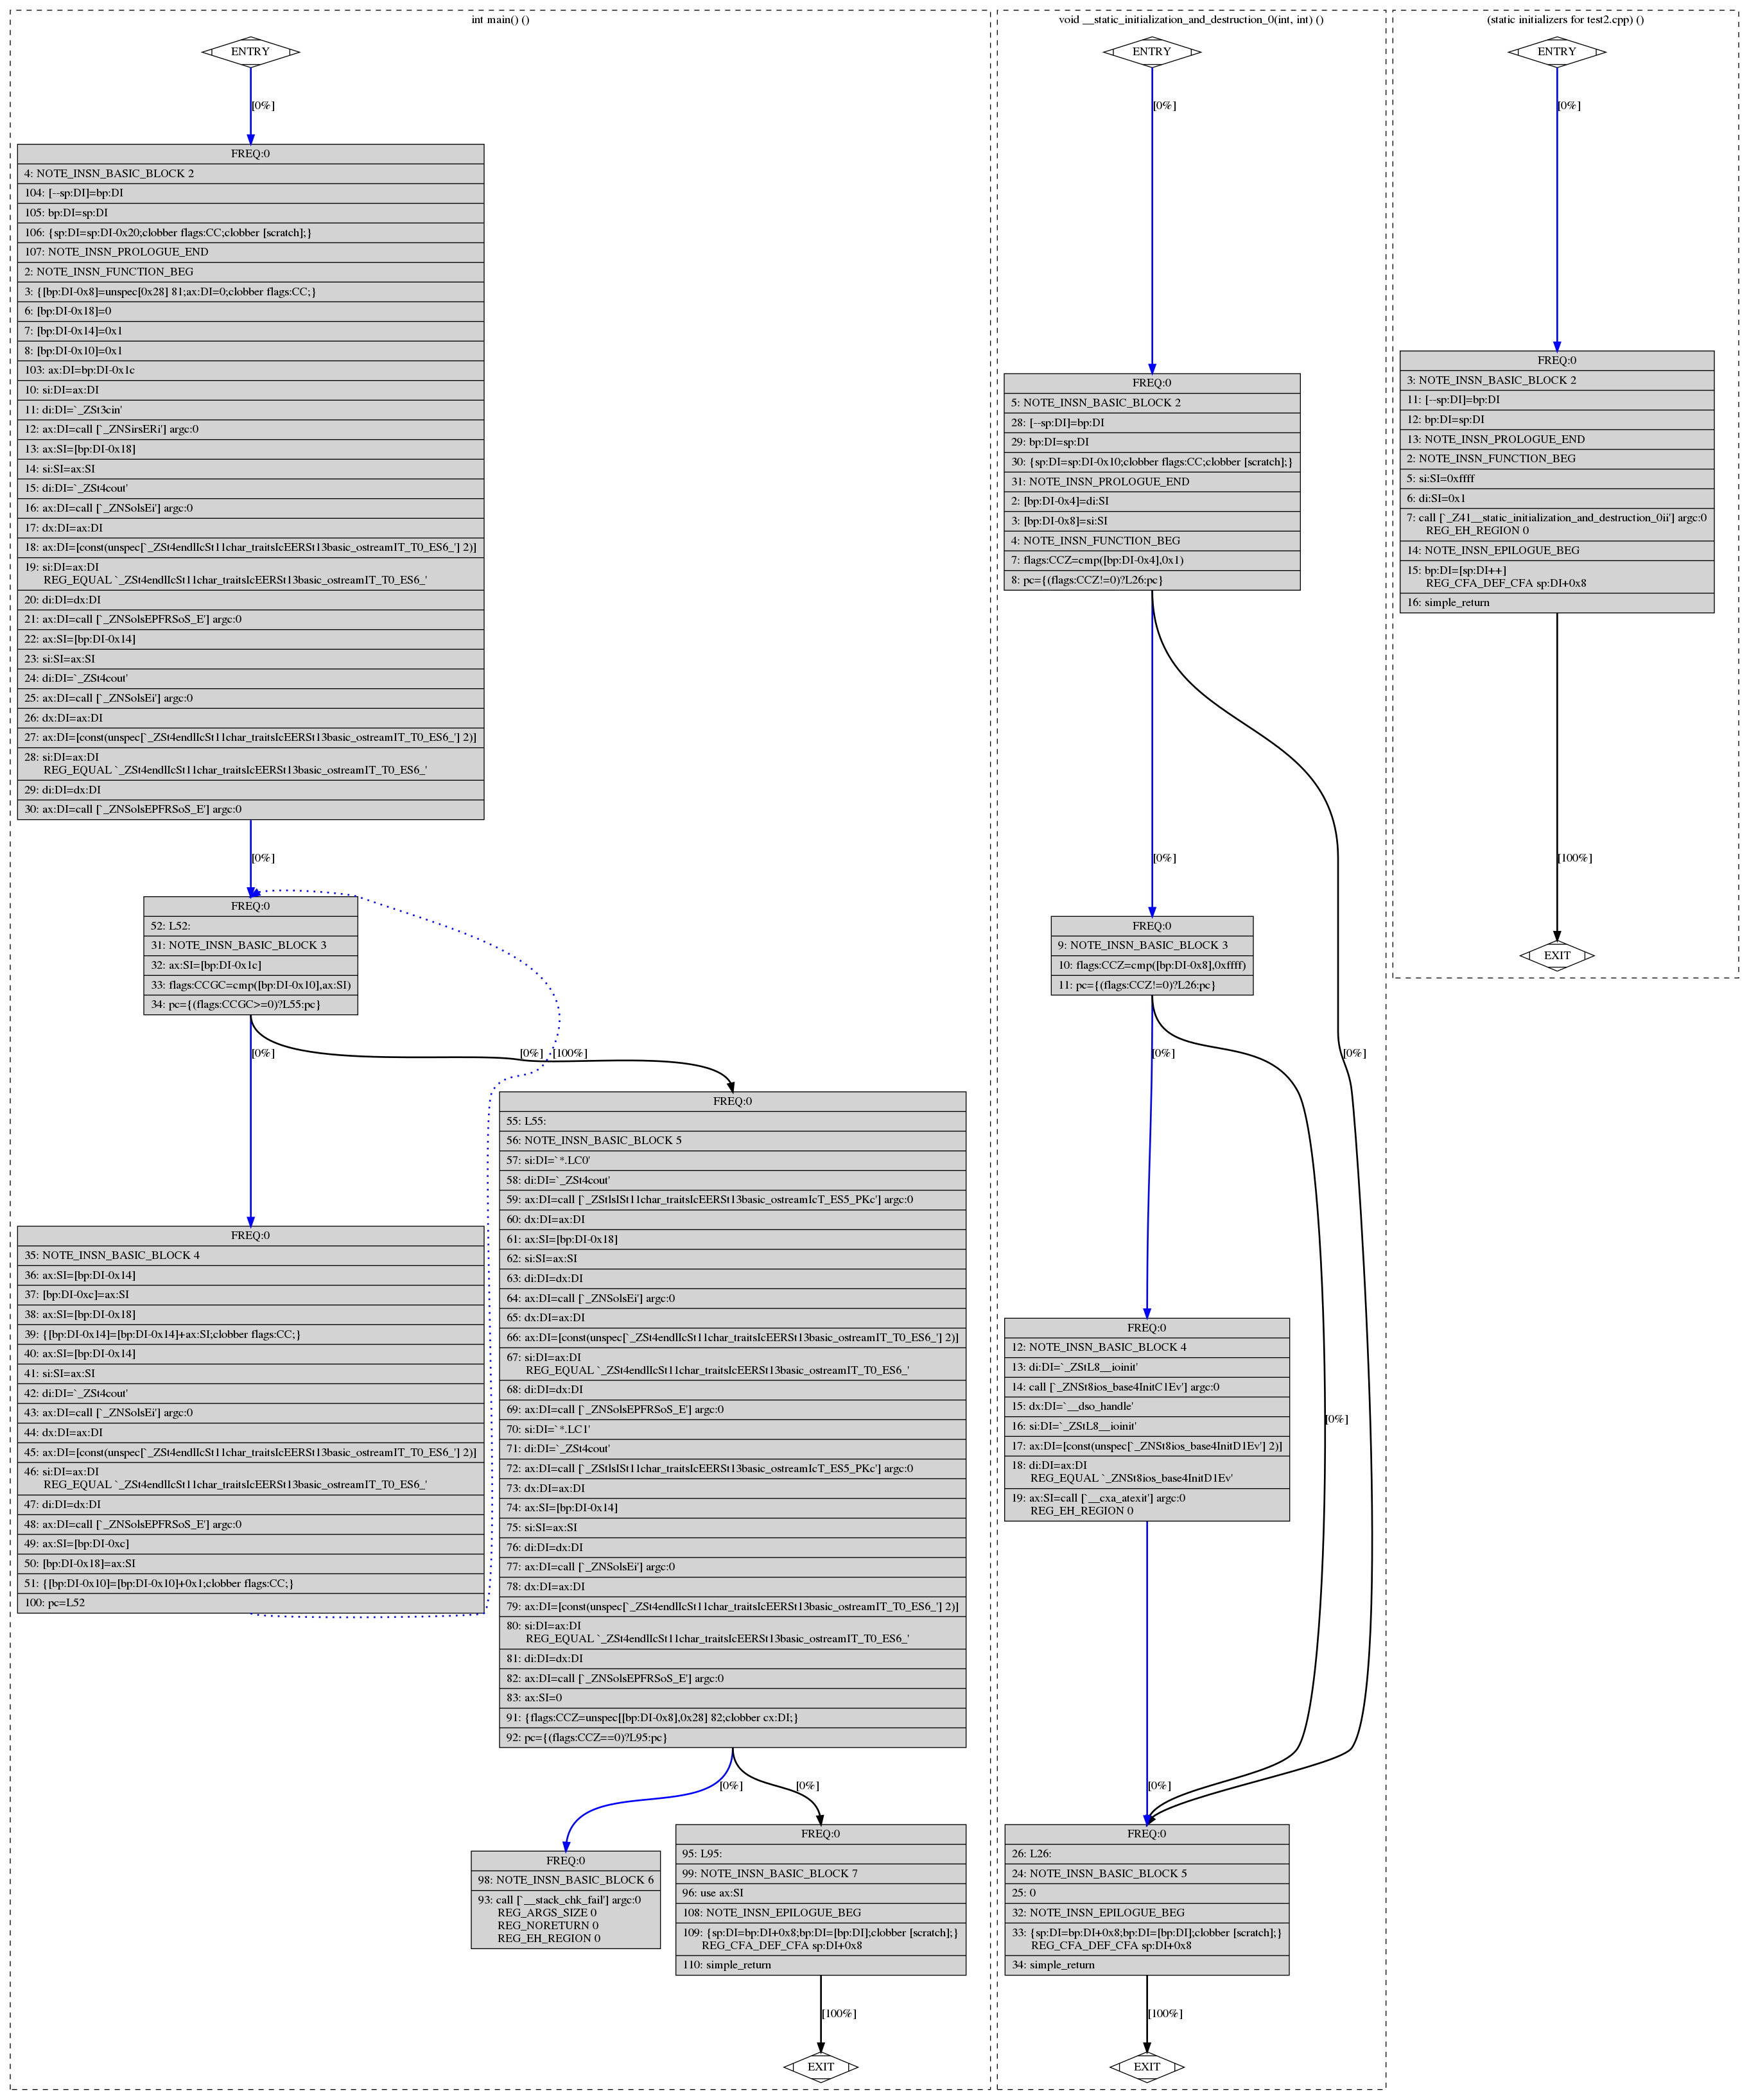 int main() ()
ENTRY
[0%]
FREQ:0
4: NOTE_INSN_BASIC_BLOCK 2
104: [--sp:DI]=bp:DI
105: bp:DI=sp:DI
106: {sp:DI=sp:DI-0x20;clobber flags:CC;clobber [scratch];}
107: NOTE_INSN_PROLOGUE_END
2: NOTE_INSN_FUNCTION_BEG
3: {[bp:DI-0x8]=unspec[0x28] 81;ax:DI=0;clobber flags:CC;}
6: [bp:DI-0x18]=0
7: [bp:DI-0x14]=0x1
8: [bp:DI-0x10]=0x1
103: ax:DI=bp:DI-0x1c
10: si:DI=ax:DI
11: di:DI=`_ZSt3cin'
12: ax:DI=call [`_ZNSirsERi'] argc:0
13: ax:SI=[bp:DI-0x18]
14: si:SI=ax:SI
15: di:DI=`_ZSt4cout'
16: ax:DI=call [`_ZNSolsEi'] argc:0
17: dx:DI=ax:DI
18: ax:DI=[const(unspec[`_ZSt4endlIcSt11char_traitsIcEERSt13basic_ostreamIT_T0_ES6_'] 2)]
19: si:DI=ax:DI
REG_EQUAL `_ZSt4endlIcSt11char_traitsIcEERSt13basic_ostreamIT_T0_ES6_'
20: di:DI=dx:DI
21: ax:DI=call [`_ZNSolsEPFRSoS_E'] argc:0
22: ax:SI=[bp:DI-0x14]
23: si:SI=ax:SI
24: di:DI=`_ZSt4cout'
25: ax:DI=call [`_ZNSolsEi'] argc:0
26: dx:DI=ax:DI
27: ax:DI=[const(unspec[`_ZSt4endlIcSt11char_traitsIcEERSt13basic_ostreamIT_T0_ES6_'] 2)]
28: si:DI=ax:DI
REG_EQUAL `_ZSt4endlIcSt11char_traitsIcEERSt13basic_ostreamIT_T0_ES6_'
29: di:DI=dx:DI
30: ax:DI=call [`_ZNSolsEPFRSoS_E'] argc:0
[0%]
FREQ:0
52: L52:
31: NOTE_INSN_BASIC_BLOCK 3
32: ax:SI=[bp:DI-0x1c]
33: flags:CCGC=cmp([bp:DI-0x10],ax:SI)
34: pc={(flags:CCGC>=0)?L55:pc}
[0%]
[0%]
[100%]
FREQ:0
35: NOTE_INSN_BASIC_BLOCK 4
36: ax:SI=[bp:DI-0x14]
37: [bp:DI-0xc]=ax:SI
38: ax:SI=[bp:DI-0x18]
39: {[bp:DI-0x14]=[bp:DI-0x14]+ax:SI;clobber flags:CC;}
40: ax:SI=[bp:DI-0x14]
41: si:SI=ax:SI
42: di:DI=`_ZSt4cout'
43: ax:DI=call [`_ZNSolsEi'] argc:0
44: dx:DI=ax:DI
45: ax:DI=[const(unspec[`_ZSt4endlIcSt11char_traitsIcEERSt13basic_ostreamIT_T0_ES6_'] 2)]
46: si:DI=ax:DI
REG_EQUAL `_ZSt4endlIcSt11char_traitsIcEERSt13basic_ostreamIT_T0_ES6_'
47: di:DI=dx:DI
48: ax:DI=call [`_ZNSolsEPFRSoS_E'] argc:0
49: ax:SI=[bp:DI-0xc]
50: [bp:DI-0x18]=ax:SI
51: {[bp:DI-0x10]=[bp:DI-0x10]+0x1;clobber flags:CC;}
100: pc=L52
FREQ:0
55: L55:
56: NOTE_INSN_BASIC_BLOCK 5
57: si:DI=`*.LC0'
58: di:DI=`_ZSt4cout'
59: ax:DI=call [`_ZStlsISt11char_traitsIcEERSt13basic_ostreamIcT_ES5_PKc'] argc:0
60: dx:DI=ax:DI
61: ax:SI=[bp:DI-0x18]
62: si:SI=ax:SI
63: di:DI=dx:DI
64: ax:DI=call [`_ZNSolsEi'] argc:0
65: dx:DI=ax:DI
66: ax:DI=[const(unspec[`_ZSt4endlIcSt11char_traitsIcEERSt13basic_ostreamIT_T0_ES6_'] 2)]
67: si:DI=ax:DI
REG_EQUAL `_ZSt4endlIcSt11char_traitsIcEERSt13basic_ostreamIT_T0_ES6_'
68: di:DI=dx:DI
69: ax:DI=call [`_ZNSolsEPFRSoS_E'] argc:0
70: si:DI=`*.LC1'
71: di:DI=`_ZSt4cout'
72: ax:DI=call [`_ZStlsISt11char_traitsIcEERSt13basic_ostreamIcT_ES5_PKc'] argc:0
73: dx:DI=ax:DI
74: ax:SI=[bp:DI-0x14]
75: si:SI=ax:SI
76: di:DI=dx:DI
77: ax:DI=call [`_ZNSolsEi'] argc:0
78: dx:DI=ax:DI
79: ax:DI=[const(unspec[`_ZSt4endlIcSt11char_traitsIcEERSt13basic_ostreamIT_T0_ES6_'] 2)]
80: si:DI=ax:DI
REG_EQUAL `_ZSt4endlIcSt11char_traitsIcEERSt13basic_ostreamIT_T0_ES6_'
81: di:DI=dx:DI
82: ax:DI=call [`_ZNSolsEPFRSoS_E'] argc:0
83: ax:SI=0
91: {flags:CCZ=unspec[[bp:DI-0x8],0x28] 82;clobber cx:DI;}
92: pc={(flags:CCZ==0)?L95:pc}
[0%]
[0%]
FREQ:0
98: NOTE_INSN_BASIC_BLOCK 6
93: call [`__stack_chk_fail'] argc:0
REG_ARGS_SIZE 0
REG_NORETURN 0
REG_EH_REGION 0
FREQ:0
95: L95:
99: NOTE_INSN_BASIC_BLOCK 7
96: use ax:SI
108: NOTE_INSN_EPILOGUE_BEG
109: {sp:DI=bp:DI+0x8;bp:DI=[bp:DI];clobber [scratch];}
REG_CFA_DEF_CFA sp:DI+0x8
110: simple_return
[100%]
EXIT
void __static_initialization_and_destruction_0(int, int) ()
ENTRY
[0%]
FREQ:0
5: NOTE_INSN_BASIC_BLOCK 2
28: [--sp:DI]=bp:DI
29: bp:DI=sp:DI
30: {sp:DI=sp:DI-0x10;clobber flags:CC;clobber [scratch];}
31: NOTE_INSN_PROLOGUE_END
2: [bp:DI-0x4]=di:SI
3: [bp:DI-0x8]=si:SI
4: NOTE_INSN_FUNCTION_BEG
7: flags:CCZ=cmp([bp:DI-0x4],0x1)
8: pc={(flags:CCZ!=0)?L26:pc}
[0%]
[0%]
FREQ:0
9: NOTE_INSN_BASIC_BLOCK 3
10: flags:CCZ=cmp([bp:DI-0x8],0xffff)
11: pc={(flags:CCZ!=0)?L26:pc}
[0%]
[0%]
FREQ:0
12: NOTE_INSN_BASIC_BLOCK 4
13: di:DI=`_ZStL8__ioinit'
14: call [`_ZNSt8ios_base4InitC1Ev'] argc:0
15: dx:DI=`__dso_handle'
16: si:DI=`_ZStL8__ioinit'
17: ax:DI=[const(unspec[`_ZNSt8ios_base4InitD1Ev'] 2)]
18: di:DI=ax:DI
REG_EQUAL `_ZNSt8ios_base4InitD1Ev'
19: ax:SI=call [`__cxa_atexit'] argc:0
REG_EH_REGION 0
[0%]
FREQ:0
26: L26:
24: NOTE_INSN_BASIC_BLOCK 5
25: 0
32: NOTE_INSN_EPILOGUE_BEG
33: {sp:DI=bp:DI+0x8;bp:DI=[bp:DI];clobber [scratch];}
REG_CFA_DEF_CFA sp:DI+0x8
34: simple_return
[100%]
EXIT
(static initializers for test2.cpp) ()
ENTRY
[0%]
FREQ:0
3: NOTE_INSN_BASIC_BLOCK 2
11: [--sp:DI]=bp:DI
12: bp:DI=sp:DI
13: NOTE_INSN_PROLOGUE_END
2: NOTE_INSN_FUNCTION_BEG
5: si:SI=0xffff
6: di:SI=0x1
7: call [`_Z41__static_initialization_and_destruction_0ii'] argc:0
REG_EH_REGION 0
14: NOTE_INSN_EPILOGUE_BEG
15: bp:DI=[sp:DI++]
REG_CFA_DEF_CFA sp:DI+0x8
16: simple_return
[100%]
EXIT